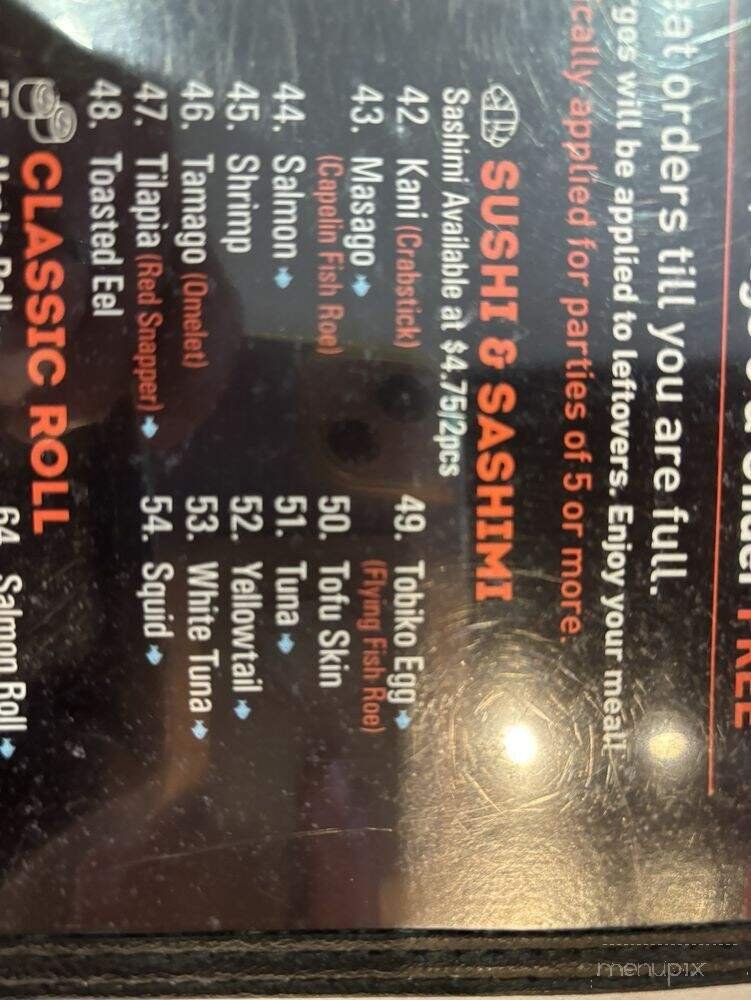 FREE
eat orders till you are full.
rges will be applied to leftovers. Enjoy your meal!
ically applied for parties of 5 or more.
SUSHI & SASHIMI
Sashimi Available at $4.75/2pcs
42 Kani (Crabstick)
43. Masago
(Capelin Fish Roe)
44. Salmon
45. Shrimp
46. Tamago (Omelet)
47. Tilapia (Red Snapper)
48. Toasted Eel
49. Tobiko Egg
(Flying Fish Roe)
50. Tofu Skin
51. Tuna
52. Yellowtail
53. White Tuna
54. Squid
CLASSIC ROLL
64. Salmon Roll
menupix